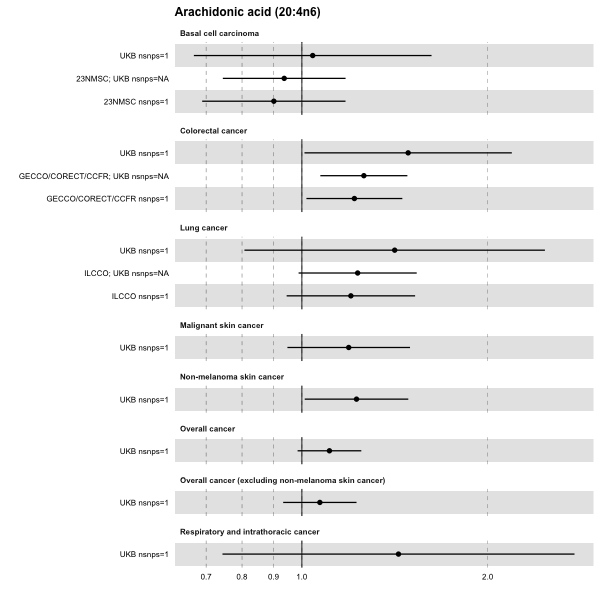 Arachidonic acid (20:4n6)
Basal cell carcinoma
UKB nsnps=1
23NMSC; UKB nsnps=NA
23NMSC nsnps=1
Colorectal cancer
UKB nsnps=1
GECCO/CORECT/CCFR; UKB nsnps=NA
GECCO/CORECT/CCFR nsnps=1
Lung cancer
UKB nsnps=1
ILCCO; UKB nsnps=NA
ILCCO nsnps=1
Malignant skin cancer
UKB nsnps=1
Non-melanoma skin cancer
UKB nsnps=1
Overall cancer
UKB nsnps=1
Overall cancer (excluding non-melanoma skin cancer)
UKB nsnps=1
Respiratory and intrathoracic cancer
UKB nsnps=1
0.7 0.8 0.9 1.0 2.0